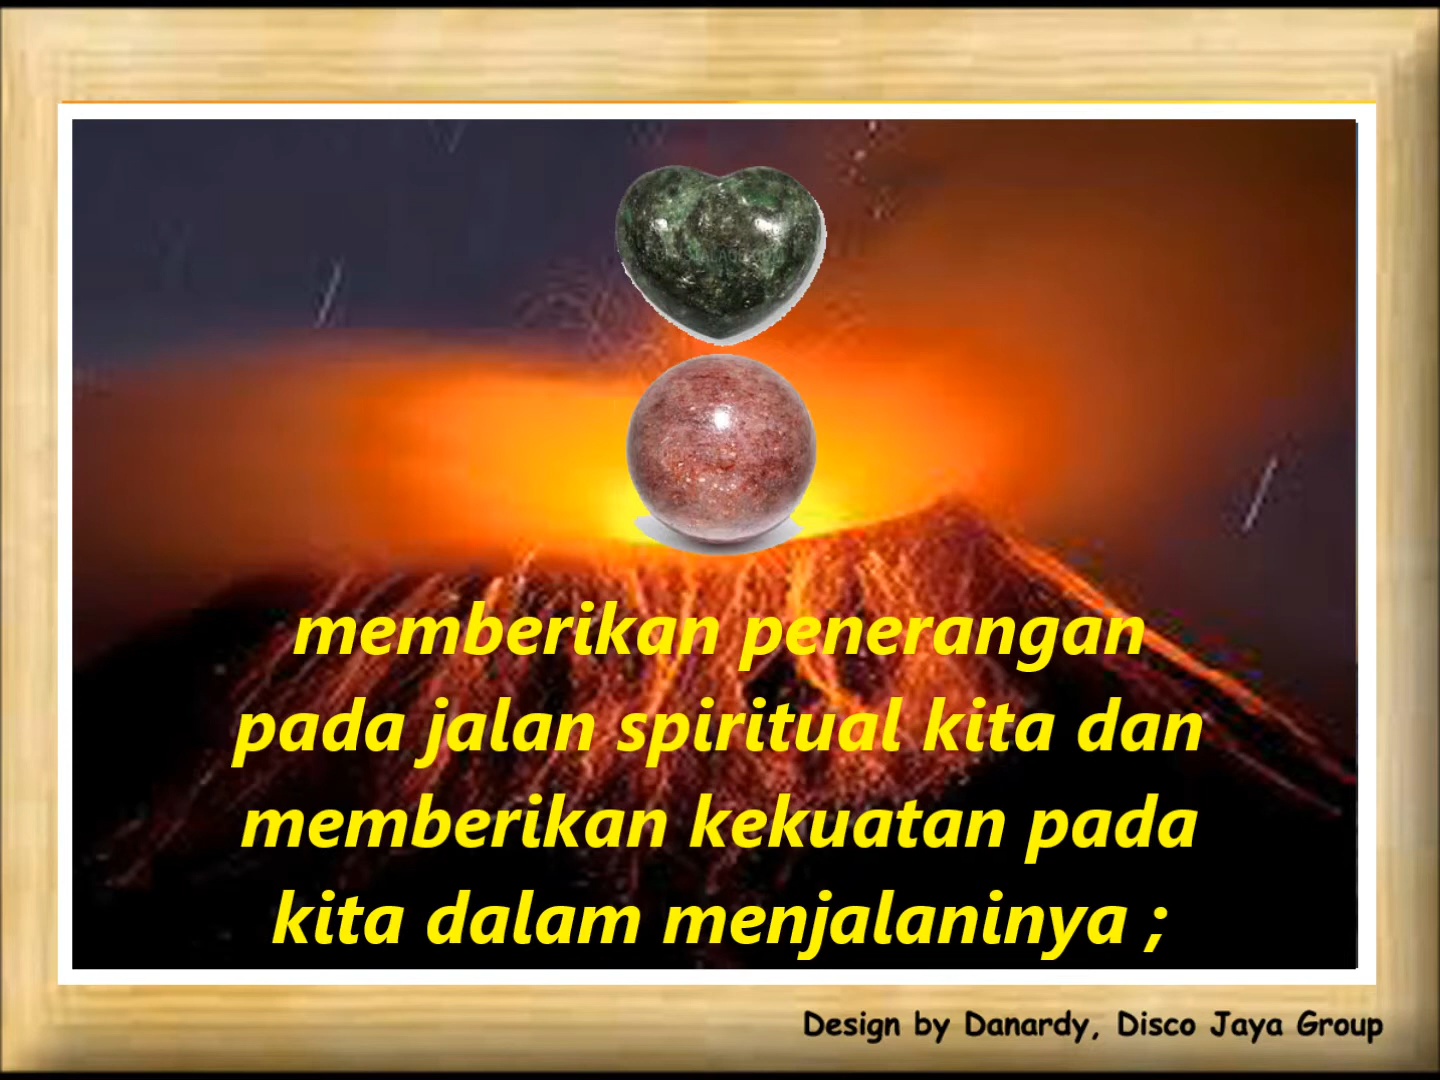 memberikan penerangan
pada jalan spiritual kita dan
memberikan kekuatan pada
kita dalam menjalaninya ;
Design by Danardy, Disco Jaya Group